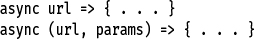 async url => { . . . }
async (url, params) => { . . . }